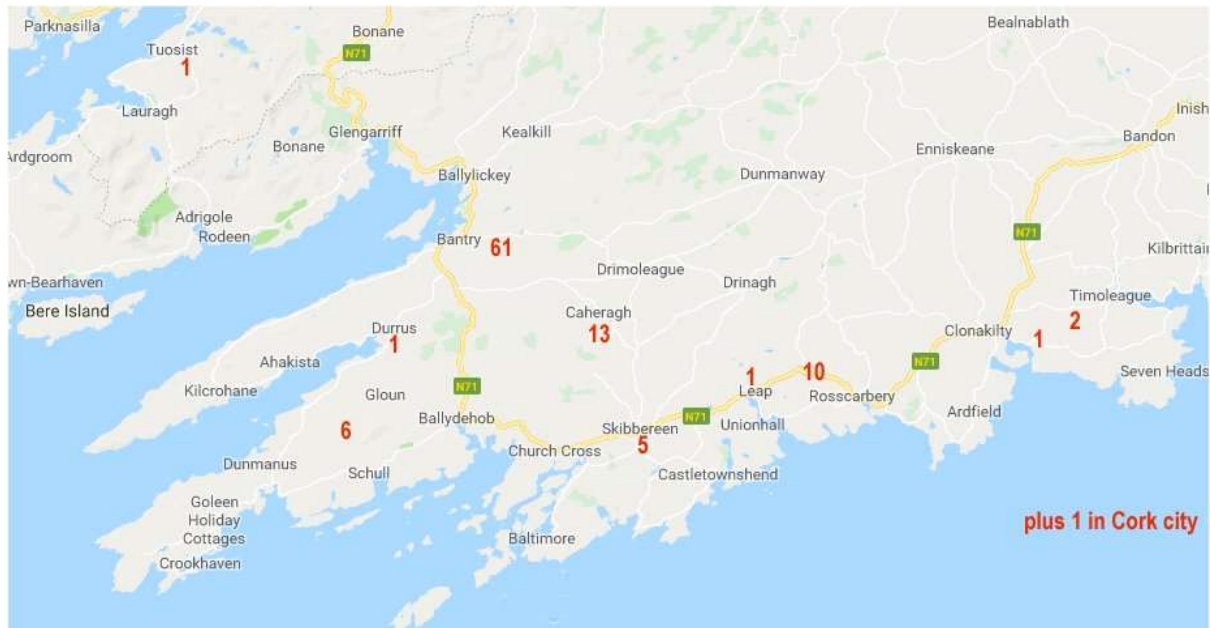 Parknasilla
Bealnablath
Bonane
Tuosist
N71
1
Inish
Lauragh
Glengarriff
Kealkill
Bandon
Bonane
Enniskeane
Ardgroom
Ballylickey
Dunmanway
Adrigole
Rodeen
N71
Bantry
61
Kilbrittain
Drimoleague
wn-Bearhaven
Drinagh
Timoleague
Bere Island
Caheragh
2
Durrus
13
Clonakilty
1
1
Ahakista
1
10
N71
Seven Heads
Kilcrohane
Gloun
N71
Leap
Rosscarbery
Ballydehob
N71
Ardfield
6
Skibbereen
Unionhall
5
Church Cross
Dunmanus
Schull
Castletownshend
Goleen
Holiday
Cottages
plus 1 in Cork city
Baltimore
Crookhaven